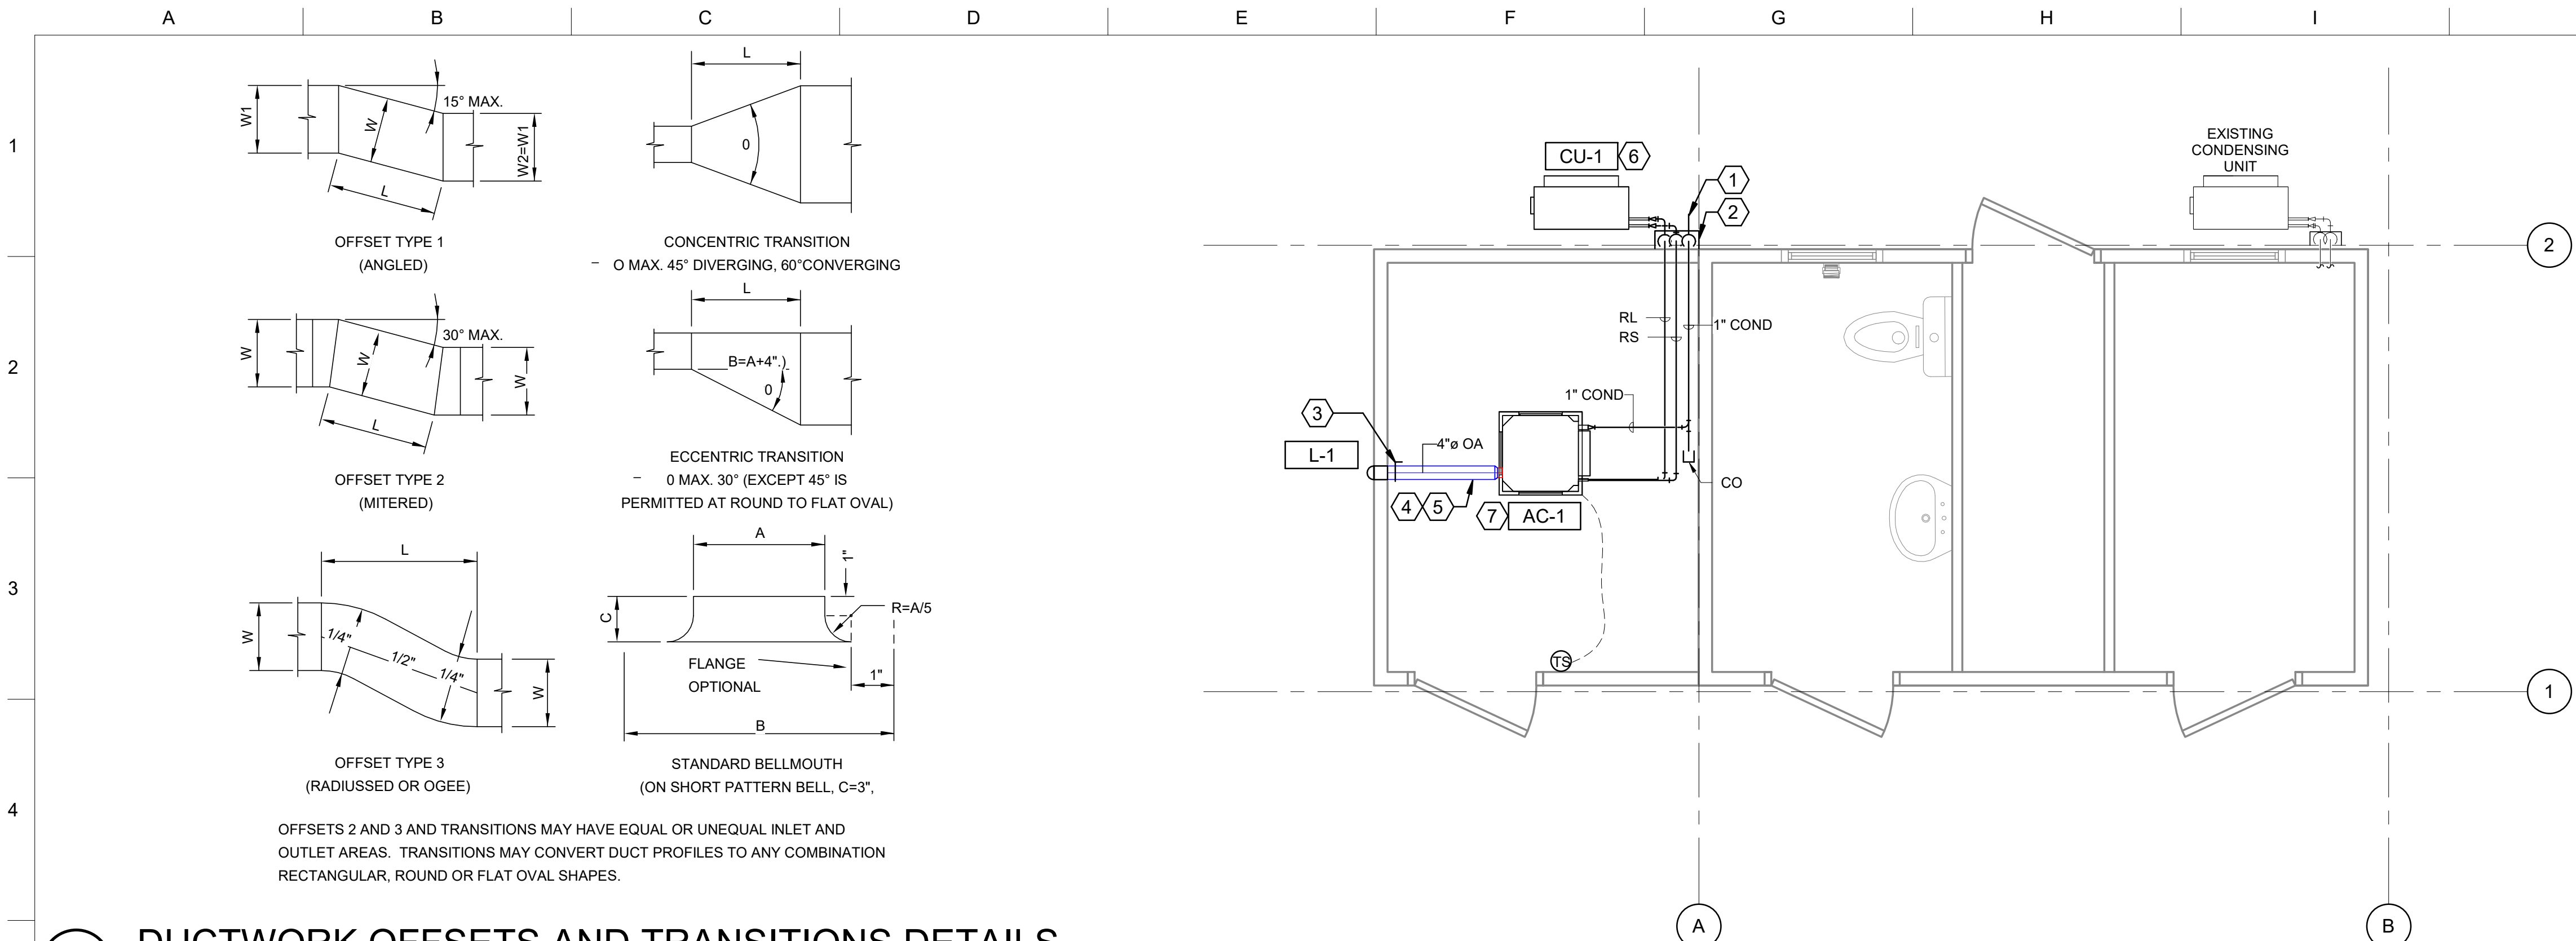 A
B
C
D
E
F
G
H
I
1
2
3
4
W1
15° MAX.
W
W2=W1
L
OFFSET TYPE 1
(ANGLED)
L
0
CONCENTRIC TRANSITION
– O MAX. 45° DIVERGING, 60°CONVERGING
W
30° MAX.
W
W
L
OFFSET TYPE 2
(MITERED)
L
B=A+4".)
0
ECCENTRIC TRANSITION
– 0 MAX. 30° (EXCEPT 45° IS
PERMITTED AT ROUND TO FLAT OVAL)
L
W
1/4"
1/2"
1/4"
W
OFFSET TYPE 3
(RADIUSSED OR OGEE)
A
1"
C
R=A/5
FLANGE
OPTIONAL
1"
B
STANDARD BELLMOUTH
(ON SHORT PATTERN BELL, C=3",
OFFSETS 2 AND 3 AND TRANSITIONS MAY HAVE EQUAL OR UNEQUAL INLET AND
OUTLET AREAS. TRANSITIONS MAY CONVERT DUCT PROFILES TO ANY COMBINATION
RECTANGULAR, ROUND OR FLAT OVAL SHAPES.
DUCTWORK OFFSETS AND TRANSITIONS DETAILS
CU-1
6
1
2
EXISTING
CONDENSING
UNIT
2
RL
RS
1" COND
1" COND
3
L-1
4"ø OA
4
5
7
AC-1
CO
TS
1
A
B